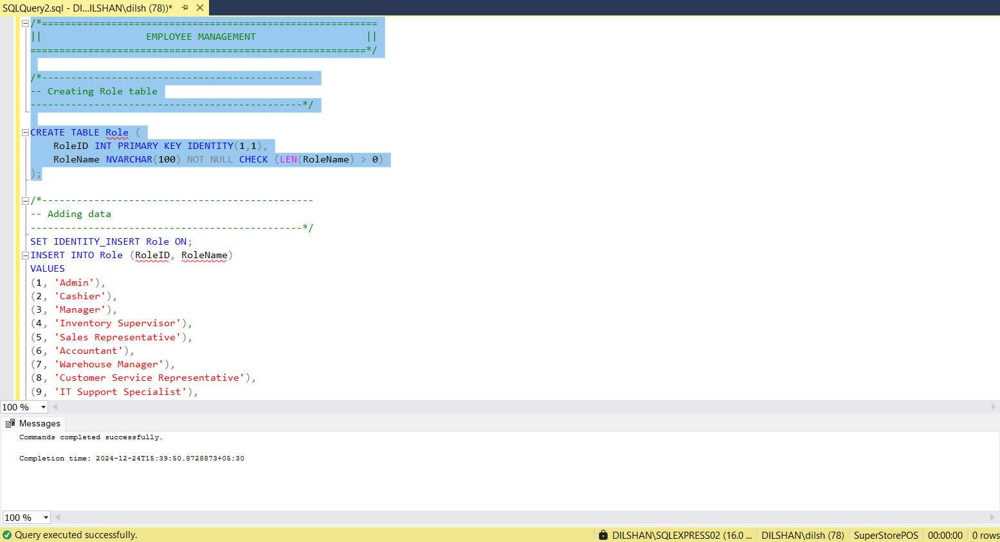 SQLQuery2.sql - DI...ILSHAN\dilsh (78))*
/*==========================================================
|| EMPLOYEE MANAGEMENT ||
==========================================================*/
/*-----------------------------------------------
-- Creating Role table
-----------------------------------------------*/
CREATE TABLE Role (
RoleID INT PRIMARY KEY IDENTITY(1,1),
RoleName NVARCHAR(100) NOT NULL CHECK (LEN(RoleName) > 0)
);
/*-----------------------------------------------
-- Adding data
-----------------------------------------------*/
SET IDENTITY_INSERT Role ON;
INSERT INTO Role (RoleID, RoleName)
VALUES
(1, 'Admin'),
(2, 'Cashier'),
(3, 'Manager'),
(4, 'Inventory Supervisor'),
(5, 'Sales Representative'),
(6, 'Accountant'),
(7, 'Warehouse Manager'),
(8, 'Customer Service Representative'),
(9, 'IT Support Specialist'),
100 %
Messages
Commands completed successfully.
Completion time: 2024-12-24T15:39:50.8728873+05:30
100 %
Query executed successfully. DILSHAN\SQLEXPRESS02 (16.0 ... DILSHAN\dilsh (78) SuperStorePOS 00:00:00 0 rows